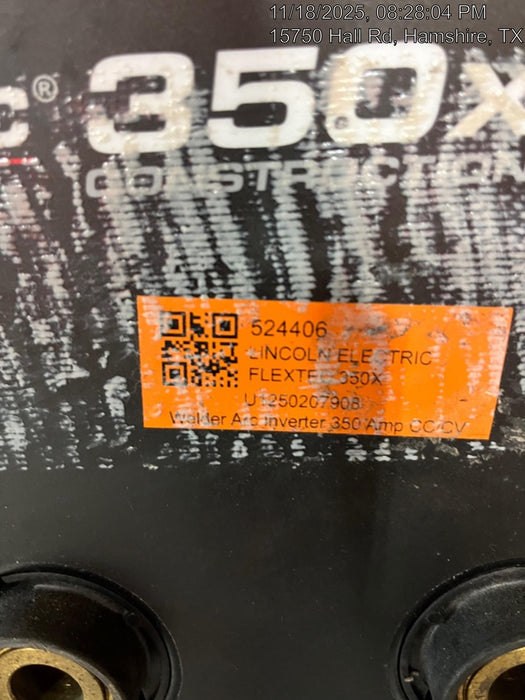 11/18/2025, 08:28:04 PM
15750 Hall Rd, Hamshire, TX
c® 350x
CONSTRUCTION
524406
LINCOLN ELECTRIC
FLEXTEC 350X
U1250207908
Welder Arc Inverter 350 Amp CC/CV